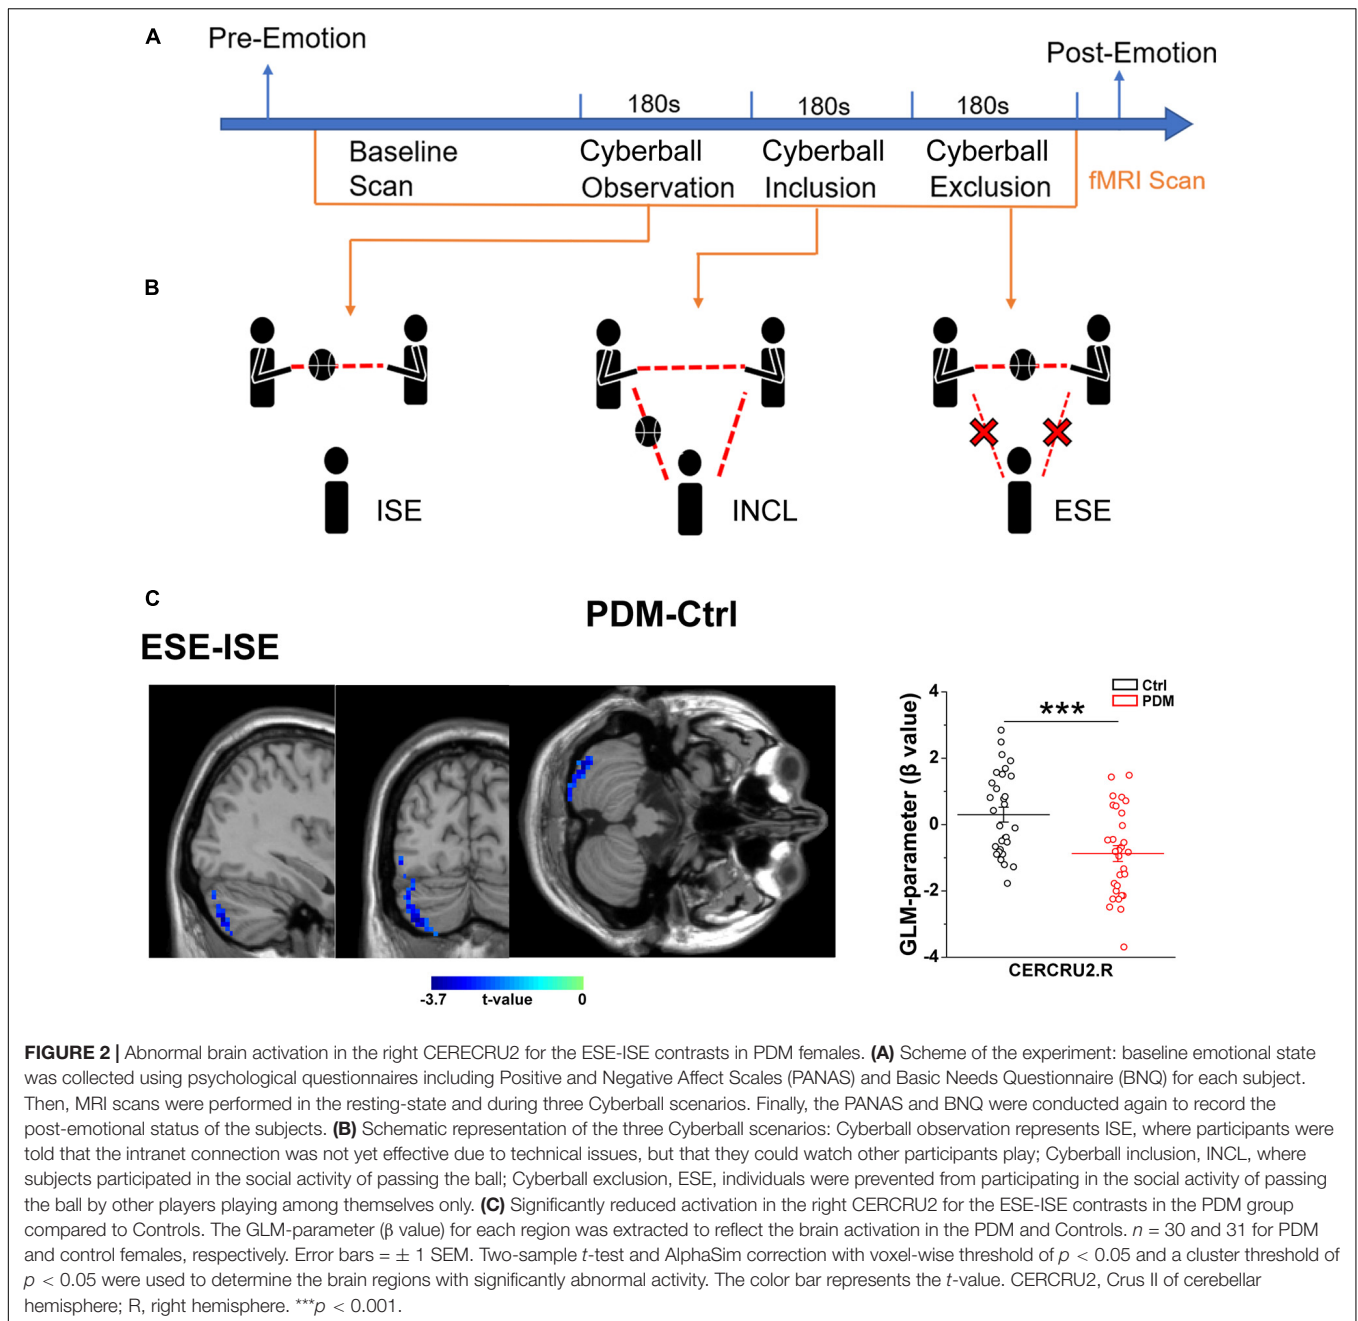 A
Pre-Emotion
Post-Emotion
180s
180s
180s
Baseline
Scan
Cyberball
Observation
Cyberball
Inclusion
Cyberball
Exclusion
fMRI Scan
B
ISE
INCL
ESE
C
PDM-Ctrl
ESE-ISE
-3.7
t-value
0
Ctrl
PDM
***
GLM-parameter (β value)
4
2
0
-2
-4
CERCRU2.R
FIGURE 2 | Abnormal brain activation in the right CERECRU2 for the ESE-ISE contrasts in PDM females. (A) Scheme of the experiment: baseline emotional state
was collected using psychological questionnaires including Positive and Negative Affect Scales (PANAS) and Basic Needs Questionnaire (BNQ) for each subject.
Then, MRI scans were performed in the resting-state and during three Cyberball scenarios. Finally, the PANAS and BNQ were conducted again to record the
post-emotional status of the subjects. (B) Schematic representation of the three Cyberball scenarios: Cyberball observation represents ISE, where participants were
told that the intranet connection was not yet effective due to technical issues, but that they could watch other participants play; Cyberball inclusion, INCL, where
subjects participated in the social activity of passing the ball; Cyberball exclusion, ESE, individuals were prevented from participating in the social activity of passing
the ball by other players playing among themselves only. (C) Significantly reduced activation in the right CERCRU2 for the ESE-ISE contrasts in the PDM group
compared to Controls. The GLM-parameter (β value) for each region was extracted to reflect the brain activation in the PDM and Controls. n = 30 and 31 for PDM
and control females, respectively. Error bars = ± 1 SEM. Two-sample t-test and AlphaSim correction with voxel-wise threshold of p < 0.05 and a cluster threshold of
p < 0.05 were used to determine the brain regions with significantly abnormal activity. The color bar represents the t-value. CERCRU2, Crus II of cerebellar
hemisphere; R, right hemisphere. ***p < 0.001.